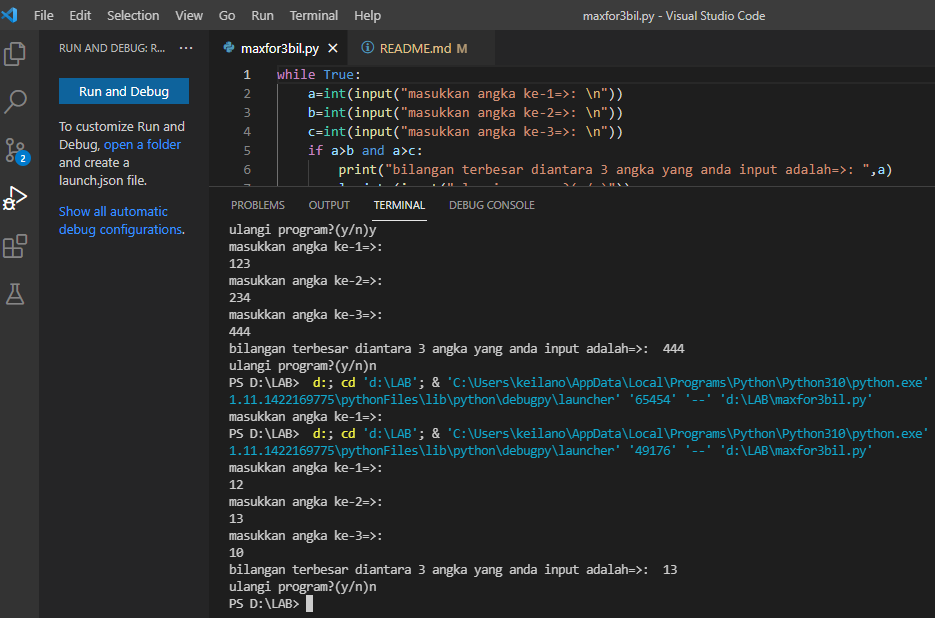 File Edit Selection View Go Run Terminal Help
maxfor3bil.py - Visual Studio Code
RUN AND DEBUG: R... ···
Run and Debug
To customize Run and
Debug, open a folder
and create a
launch.json file.
Show all automatic
debug configurations.
2
maxfor3bil.py
README.md M
1 while True:
2 a=int(input("masukkan angka ke-1=>: \n"))
3 b=int(input("masukkan angka ke-2=>: \n"))
4 c=int(input("masukkan angka ke-3=>: \n"))
5 if a>b and a>c:
6 print("bilangan terbesar diantara 3 angka yang anda input adalah=>: ",a)
PROBLEMS OUTPUT TERMINAL DEBUG CONSOLE
ulangi program?(y/n)y
masukkan angka ke-1=>:
123
masukkan angka ke-2=>:
234
masukkan angka ke-3=>:
444
bilangan terbesar diantara 3 angka yang anda input adalah=>:  444
ulangi program?(y/n)n
PS D:\LAB>  d:; cd 'd:\LAB'; & 'C:\Users\keilano\AppData\Local\Programs\Python\Python310\python.exe'
1.11.1422169775\pythonFiles\lib\python\debugpy\launcher' '65454' '--' 'd:\LAB\maxfor3bil.py'
masukkan angka ke-1=>:
PS D:\LAB>  d:; cd 'd:\LAB'; & 'C:\Users\keilano\AppData\Local\Programs\Python\Python310\python.exe'
1.11.1422169775\pythonFiles\lib\python\debugpy\launcher' '49176' '--' 'd:\LAB\maxfor3bil.py'
masukkan angka ke-1=>:
12
masukkan angka ke-2=>:
13
masukkan angka ke-3=>:
10
bilangan terbesar diantara 3 angka yang anda input adalah=>:  13
ulangi program?(y/n)n
PS D:\LAB>